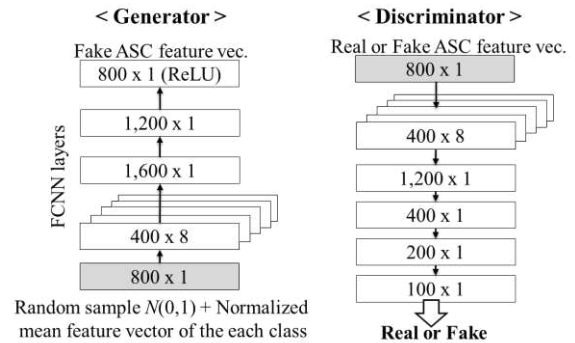 < Generator >
Fake ASC feature vec.
800 x 1 (ReLU)
1,200 x 1
1,600 x 1
400 x 8
800 x 1
FCNN layers
Random sample N(0,1) + Normalized
mean feature vector of the each class
< Discriminator >
Real or Fake ASC feature vec.
800 x 1
400 x 8
1,200 x 1
400 x 1
200 x 1
100 x 1
Real or Fake